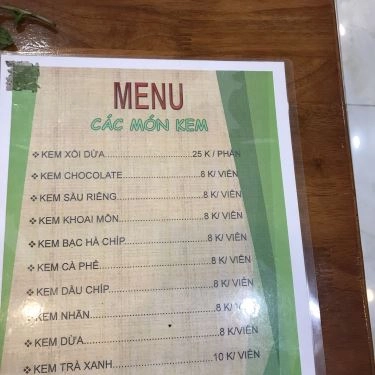 MENU
CÁC MÓN KEM
❖ KEM XÔI DỪA....................25 K / PHẦN
❖ KEM CHOCOLATE....................8 K/ VIÊN
❖ KEM SẦU RIÊNG....................8 K/ VIÊN
❖ KEM KHOAI MÔN....................8 K/ VIÊN
❖ KEM BẠC HÀ CHÍP....................8 K/ VIÊN
❖ KEM CÀ PHÊ....................8 K/ VIÊN
❖ KEM DÂU CHÍP....................8 K/ VIÊN
❖ KEM NHÃN....................8 K/ VIÊN
❖ KEM DỪA....................8 K/VIÊN
❖ KEM TRÀ XANH....................10 K/ VIÊN